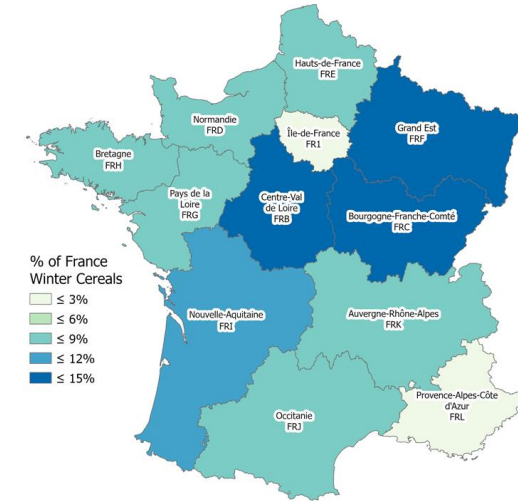 Hauts-de-France
FRE
Normandie
FRD
Île-de-France
FR1
Grand Est
FRF
Bretagne
FRH
Pays de la
Loire
FRG
Centre-Val
de Loire
FRB
Bourgogne-Franche-Comté
FRC
% of France
Winter Cereals
≤ 3%
≤ 6%
≤ 9%
≤ 12%
≤ 15%
Nouvelle-Aquitaine
FRI
Auvergne-Rhône-Alpes
FRK
Provence-Alpes-Côte
d'Azur
FRL
Occitanie
FRJ